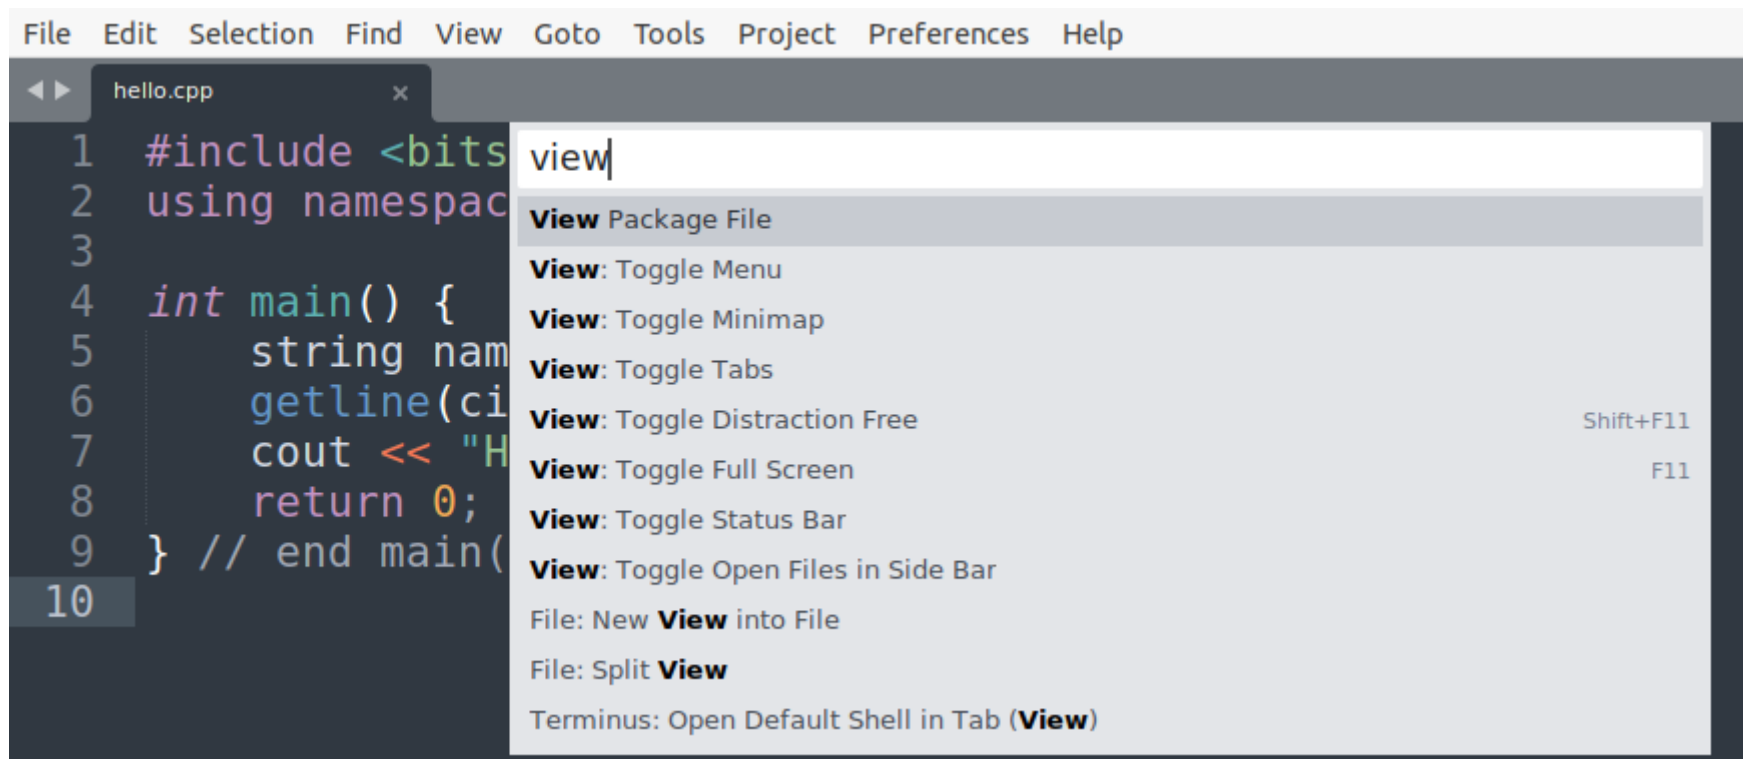 File Edit Selection Find View Goto Tools Project Preferences Help
hello.cpp ×
1 #include <bits
2 using namespac
3
4 int main() {
5 string nam
6 getline(ci
7 cout << "H
8 return 0;
9 } // end main(
10
view
View Package File
View: Toggle Menu
View: Toggle Minimap
View: Toggle Tabs
View: Toggle Distraction Free Shift+F11
View: Toggle Full Screen F11
View: Toggle Status Bar
View: Toggle Open Files in Side Bar
File: New View into File
File: Split View
Terminus: Open Default Shell in Tab (View)